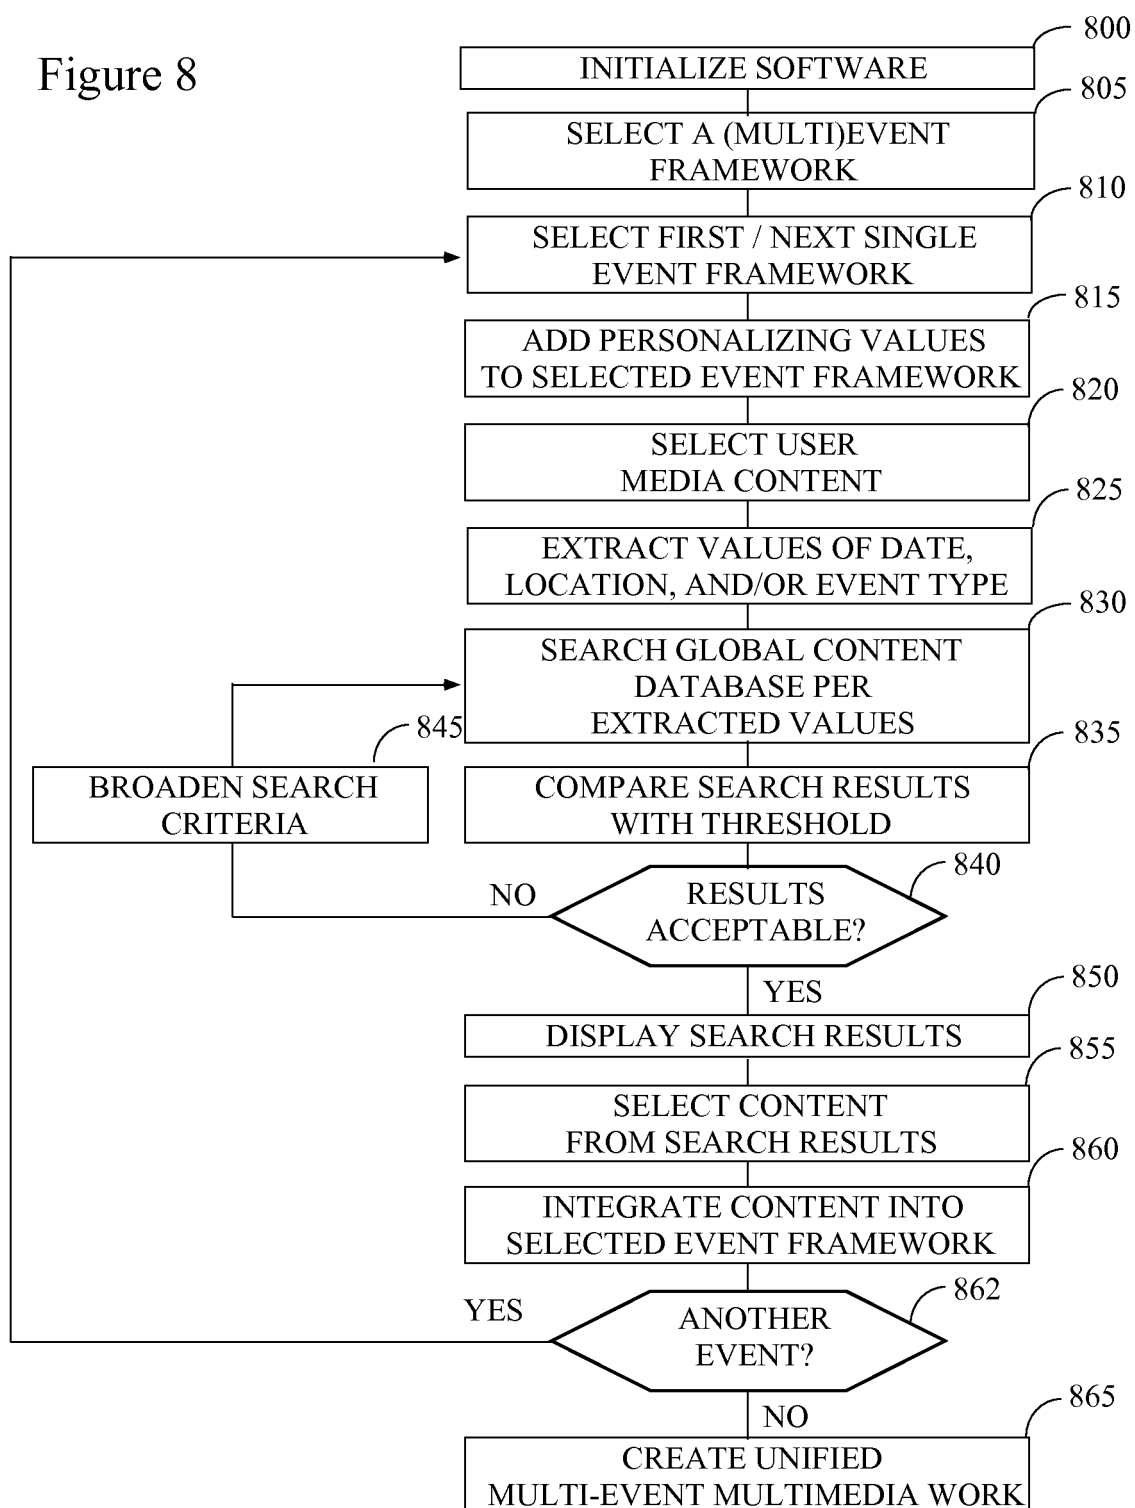 Figure 8
800
INITIALIZE SOFTWARE
805
SELECT A (MULTI)EVENT
FRAMEWORK
810
SELECT FIRST / NEXT SINGLE
EVENT FRAMEWORK
815
ADD PERSONALIZING VALUES
TO SELECTED EVENT FRAMEWORK
820
SELECT USER
MEDIA CONTENT
825
EXTRACT VALUES OF DATE,
LOCATION, AND/OR EVENT TYPE
830
SEARCH GLOBAL CONTENT
DATABASE PER
EXTRACTED VALUES
845
BROADEN SEARCH
CRITERIA
835
COMPARE SEARCH RESULTS
WITH THRESHOLD
840
RESULTS
ACCEPTABLE?
NO
YES
850
DISPLAY SEARCH RESULTS
855
SELECT CONTENT
FROM SEARCH RESULTS
860
INTEGRATE CONTENT INTO
SELECTED EVENT FRAMEWORK
862
ANOTHER
EVENT?
YES
NO
865
CREATE UNIFIED
MULTI-EVENT MULTIMEDIA WORK